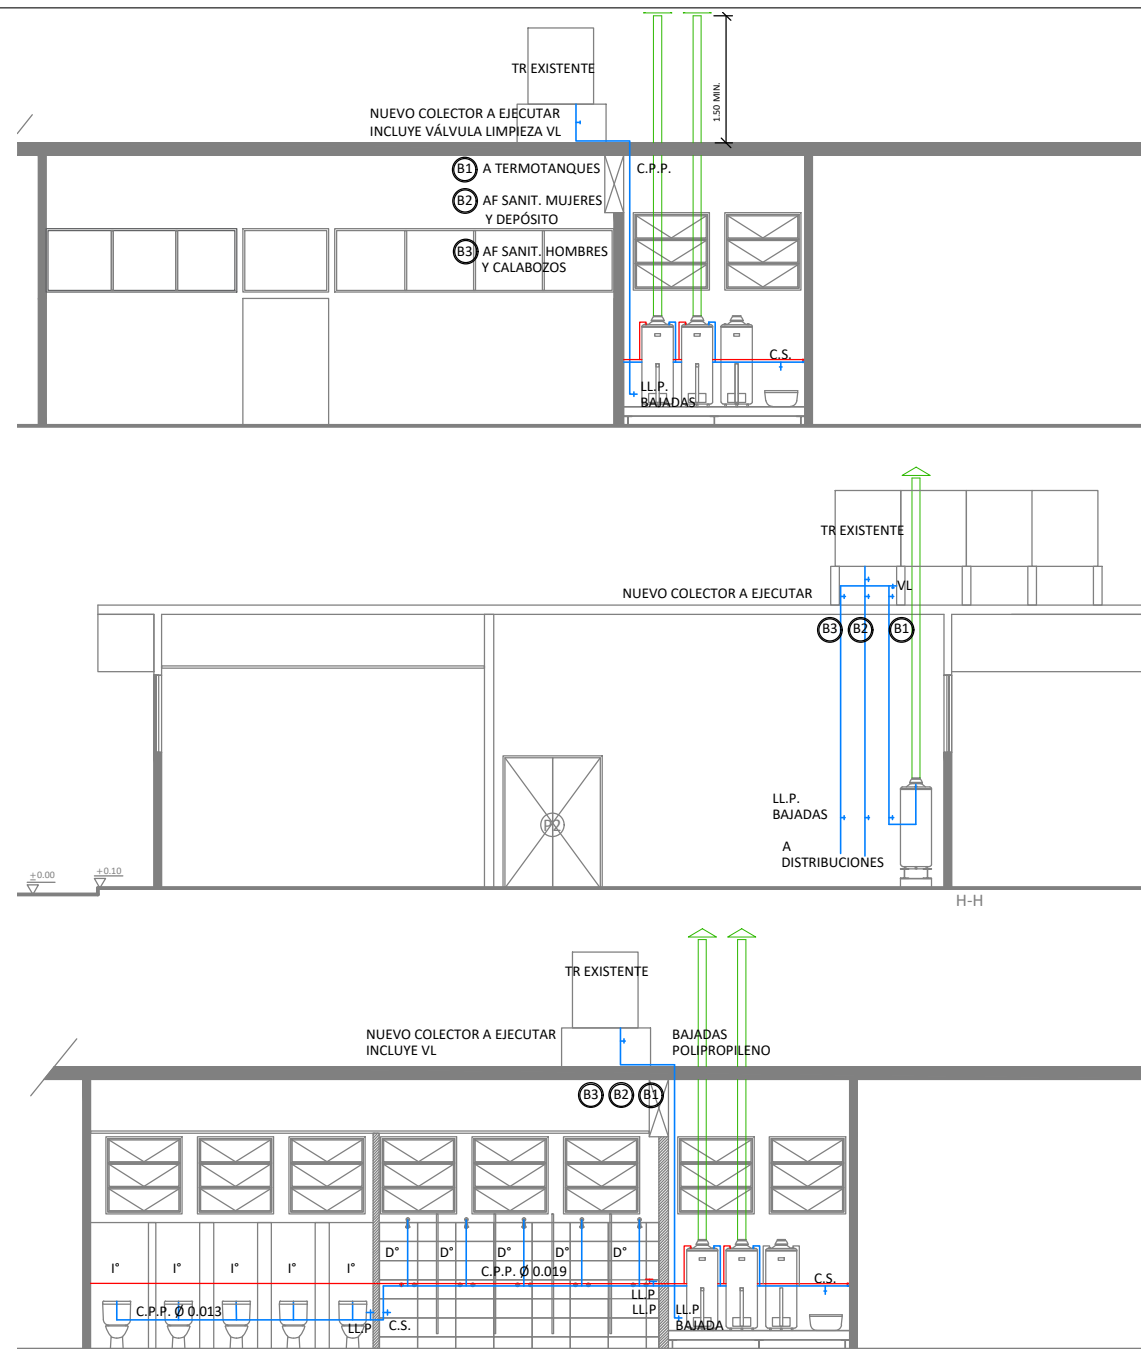 TR EXISTENTE
NUEVO COLECTOR A EJECUTAR
INCLUYE VÁLVULA LIMPIEZA VL
1.50 MIN.
B1 A TERMOTANQUES
C.P.P.
B2 AF SANIT. MUJERES
Y DEPÓSITO
B3 AF SANIT. HOMBRES
Y CALABOZOS
C.S.
LL.P.
BAJADAS
TR EXISTENTE
VL
NUEVO COLECTOR A EJECUTAR
B3 B2 B1
LL.P.
BAJADAS
P2
A
DISTRIBUCIONES
±0.00
+0.10
H-H
TR EXISTENTE
NUEVO COLECTOR A EJECUTAR
INCLUYE VL
BAJADAS
POLIPROPILENO
B3 B2 B1
D° D° D° D° D°
I° I° I° I° I°
C.P.P. Ø 0.019
C.S.
LL.P
LL.P
C.P.P. Ø 0.013
LL.P
C.S.
LL.P
BAJADA